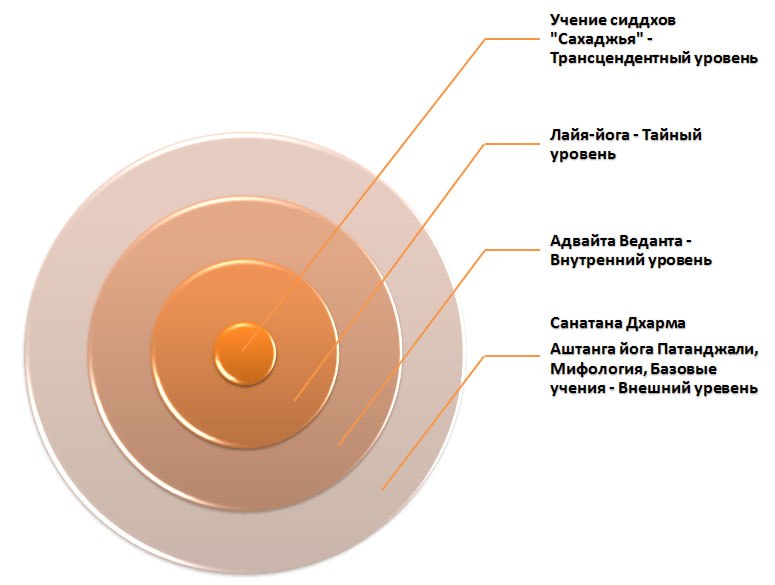 Учение сиддхов
"Сахаджья" -
Трансцендентный уровень
Лайя-йога - Тайный
уровень
Адвайта Веданта -
Внутренний уровень
Санатана Дхарма
Аштанга йога Патанджали,
Мифология, Базовые
учения - Внешний уревень